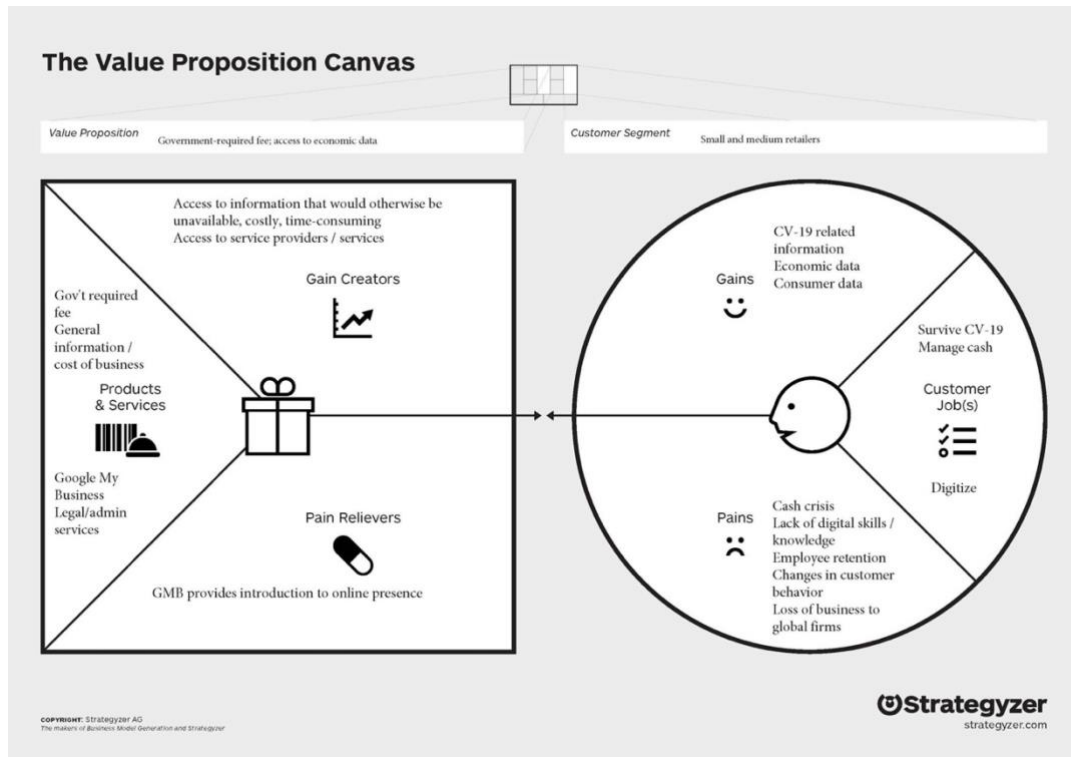 The Value Proposition Canvas
Value Proposition
Government-required fee; access to economic data
Customer Segment
Small and medium retailers
Access to information that would otherwise be
unavailable, costly, time-consuming
Access to service providers / services
Gain Creators
Gov't required
fee
General
information /
cost of business
Products
& Services
Google My
Business
Legal/admin
services
Pain Relievers
GMB provides introduction to online presence
CV-19 related
information
Economic data
Consumer data
Gains
Survive CV-19
Manage cash
Customer
Job(s)
Digitize
Pains
Cash crisis
Lack of digital skills /
knowledge
Employee retention
Changes in customer
behavior
Loss of business to
global firms
COPYRIGHT: Strategyzer AG
The makers of Business Model Generation and Strategyzer
Strategyzer
strategyzer.com